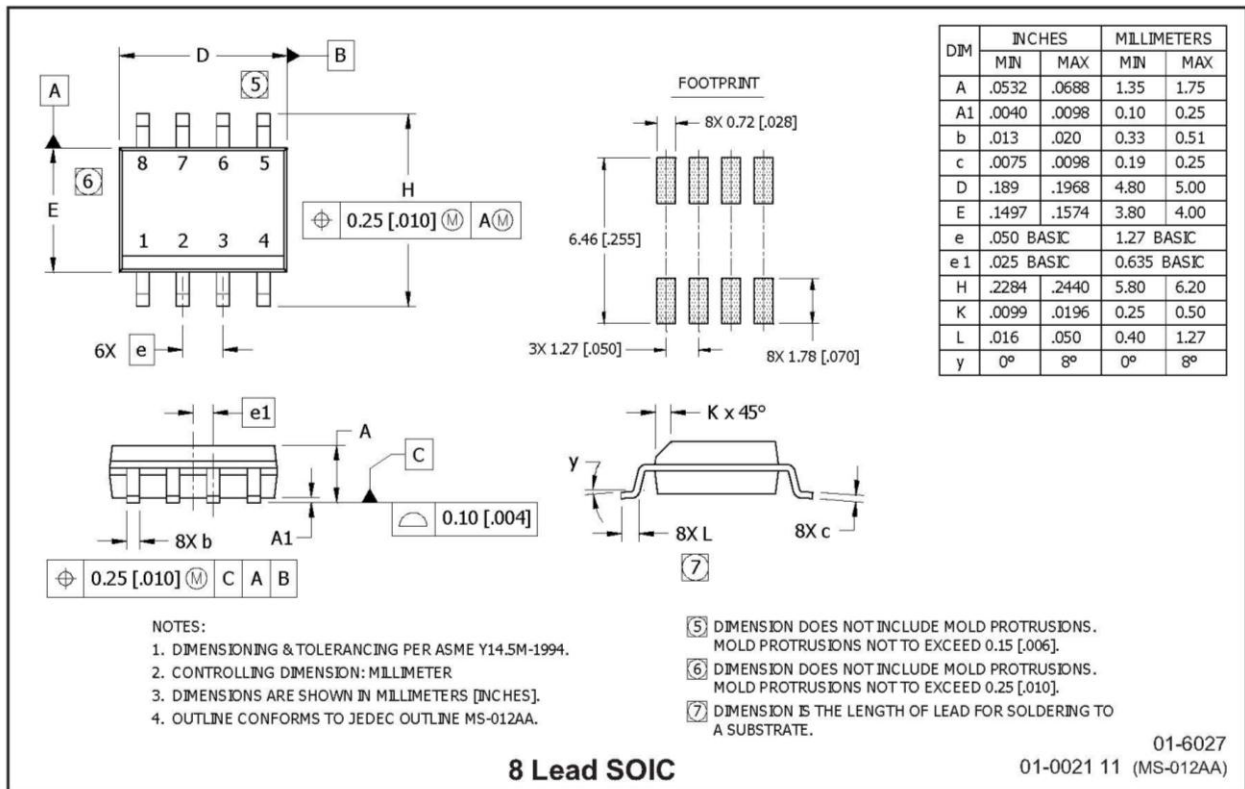 D
B
5
A
8 7 6 5
6
E
H
⌖ 0.25 [.010] Ⓜ A Ⓜ
1 2 3 4
6X e
FOOTPRINT
8X 0.72 [.028]
6.46 [.255]
3X 1.27 [.050]
8X 1.78 [.070]
DIM INCHES MILLIMETERS
MIN MAX MIN MAX
A .0532 .0688 1.35 1.75
A1 .0040 .0098 0.10 0.25
b .013 .020 0.33 0.51
c .0075 .0098 0.19 0.25
D .189 .1968 4.80 5.00
E .1497 .1574 3.80 4.00
e .050 BASIC 1.27 BASIC
e 1 .025 BASIC 0.635 BASIC
H .2284 .2440 5.80 6.20
K .0099 .0196 0.25 0.50
L .016 .050 0.40 1.27
y 0° 8° 0° 8°
e1
A
C
0.10 [.004]
8X b
A1
⌖ 0.25 [.010] Ⓜ C A B
K x 45°
y
8X L
8X c
7
NOTES:
1. DIMENSIONING & TOLERANCING PER ASME Y14.5M-1994.
2. CONTROLLING DIMENSION: MILLIMETER
3. DIMENSIONS ARE SHOWN IN MILLIMETERS [INCHES].
4. OUTLINE CONFORMS TO JEDEC OUTLINE MS-012AA.
5 DIMENSION DOES NOT INCLUDE MOLD PROTRUSIONS.
MOLD PROTRUSIONS NOT TO EXCEED 0.15 [.006].
6 DIMENSION DOES NOT INCLUDE MOLD PROTRUSIONS.
MOLD PROTRUSIONS NOT TO EXCEED 0.25 [.010].
7 DIMENSION IS THE LENGTH OF LEAD FOR SOLDERING TO
A SUBSTRATE.
8 Lead SOIC
01-6027
01-0021 11 (MS-012AA)